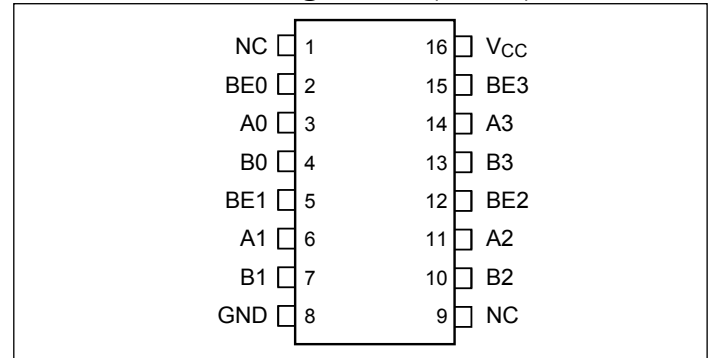 NC 1 16 VCC
BE0 2 15 BE3
A0 3 14 A3
B0 4 13 B3
BE1 5 12 BE2
A1 6 11 A2
B1 7 10 B2
GND 8 9 NC